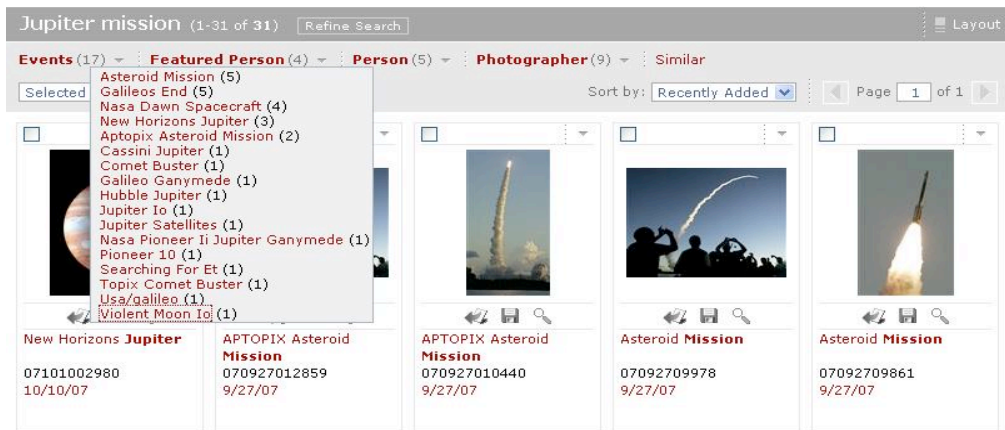 Jupiter mission (1-31 of 31) Refine Search Layout
Events (17) Featured Person (4) Person (5) Photographer (9) Similar
Selected Sort by: Recently Added Page 1 of 1
Asteroid Mission (5)
Galileos End (5)
Nasa Dawn Spacecraft (4)
New Horizons Jupiter (3)
Aptopix Asteroid Mission (2)
Cassini Jupiter (1)
Comet Buster (1)
Galileo Ganymede (1)
Hubble Jupiter (1)
Jupiter Io (1)
Jupiter Satellites (1)
Nasa Pioneer Ii Jupiter Ganymede (1)
Pioneer 10 (1)
Searching For Et (1)
Topix Comet Buster (1)
Usa/galileo (1)
Violent Moon Io (1)
New Horizons Jupiter
07101002980
10/10/07
APTOPIX Asteroid
Mission
070927012859
9/27/07
APTOPIX Asteroid
Mission
070927010440
9/27/07
Asteroid Mission
07092709978
9/27/07
Asteroid Mission
07092709861
9/27/07